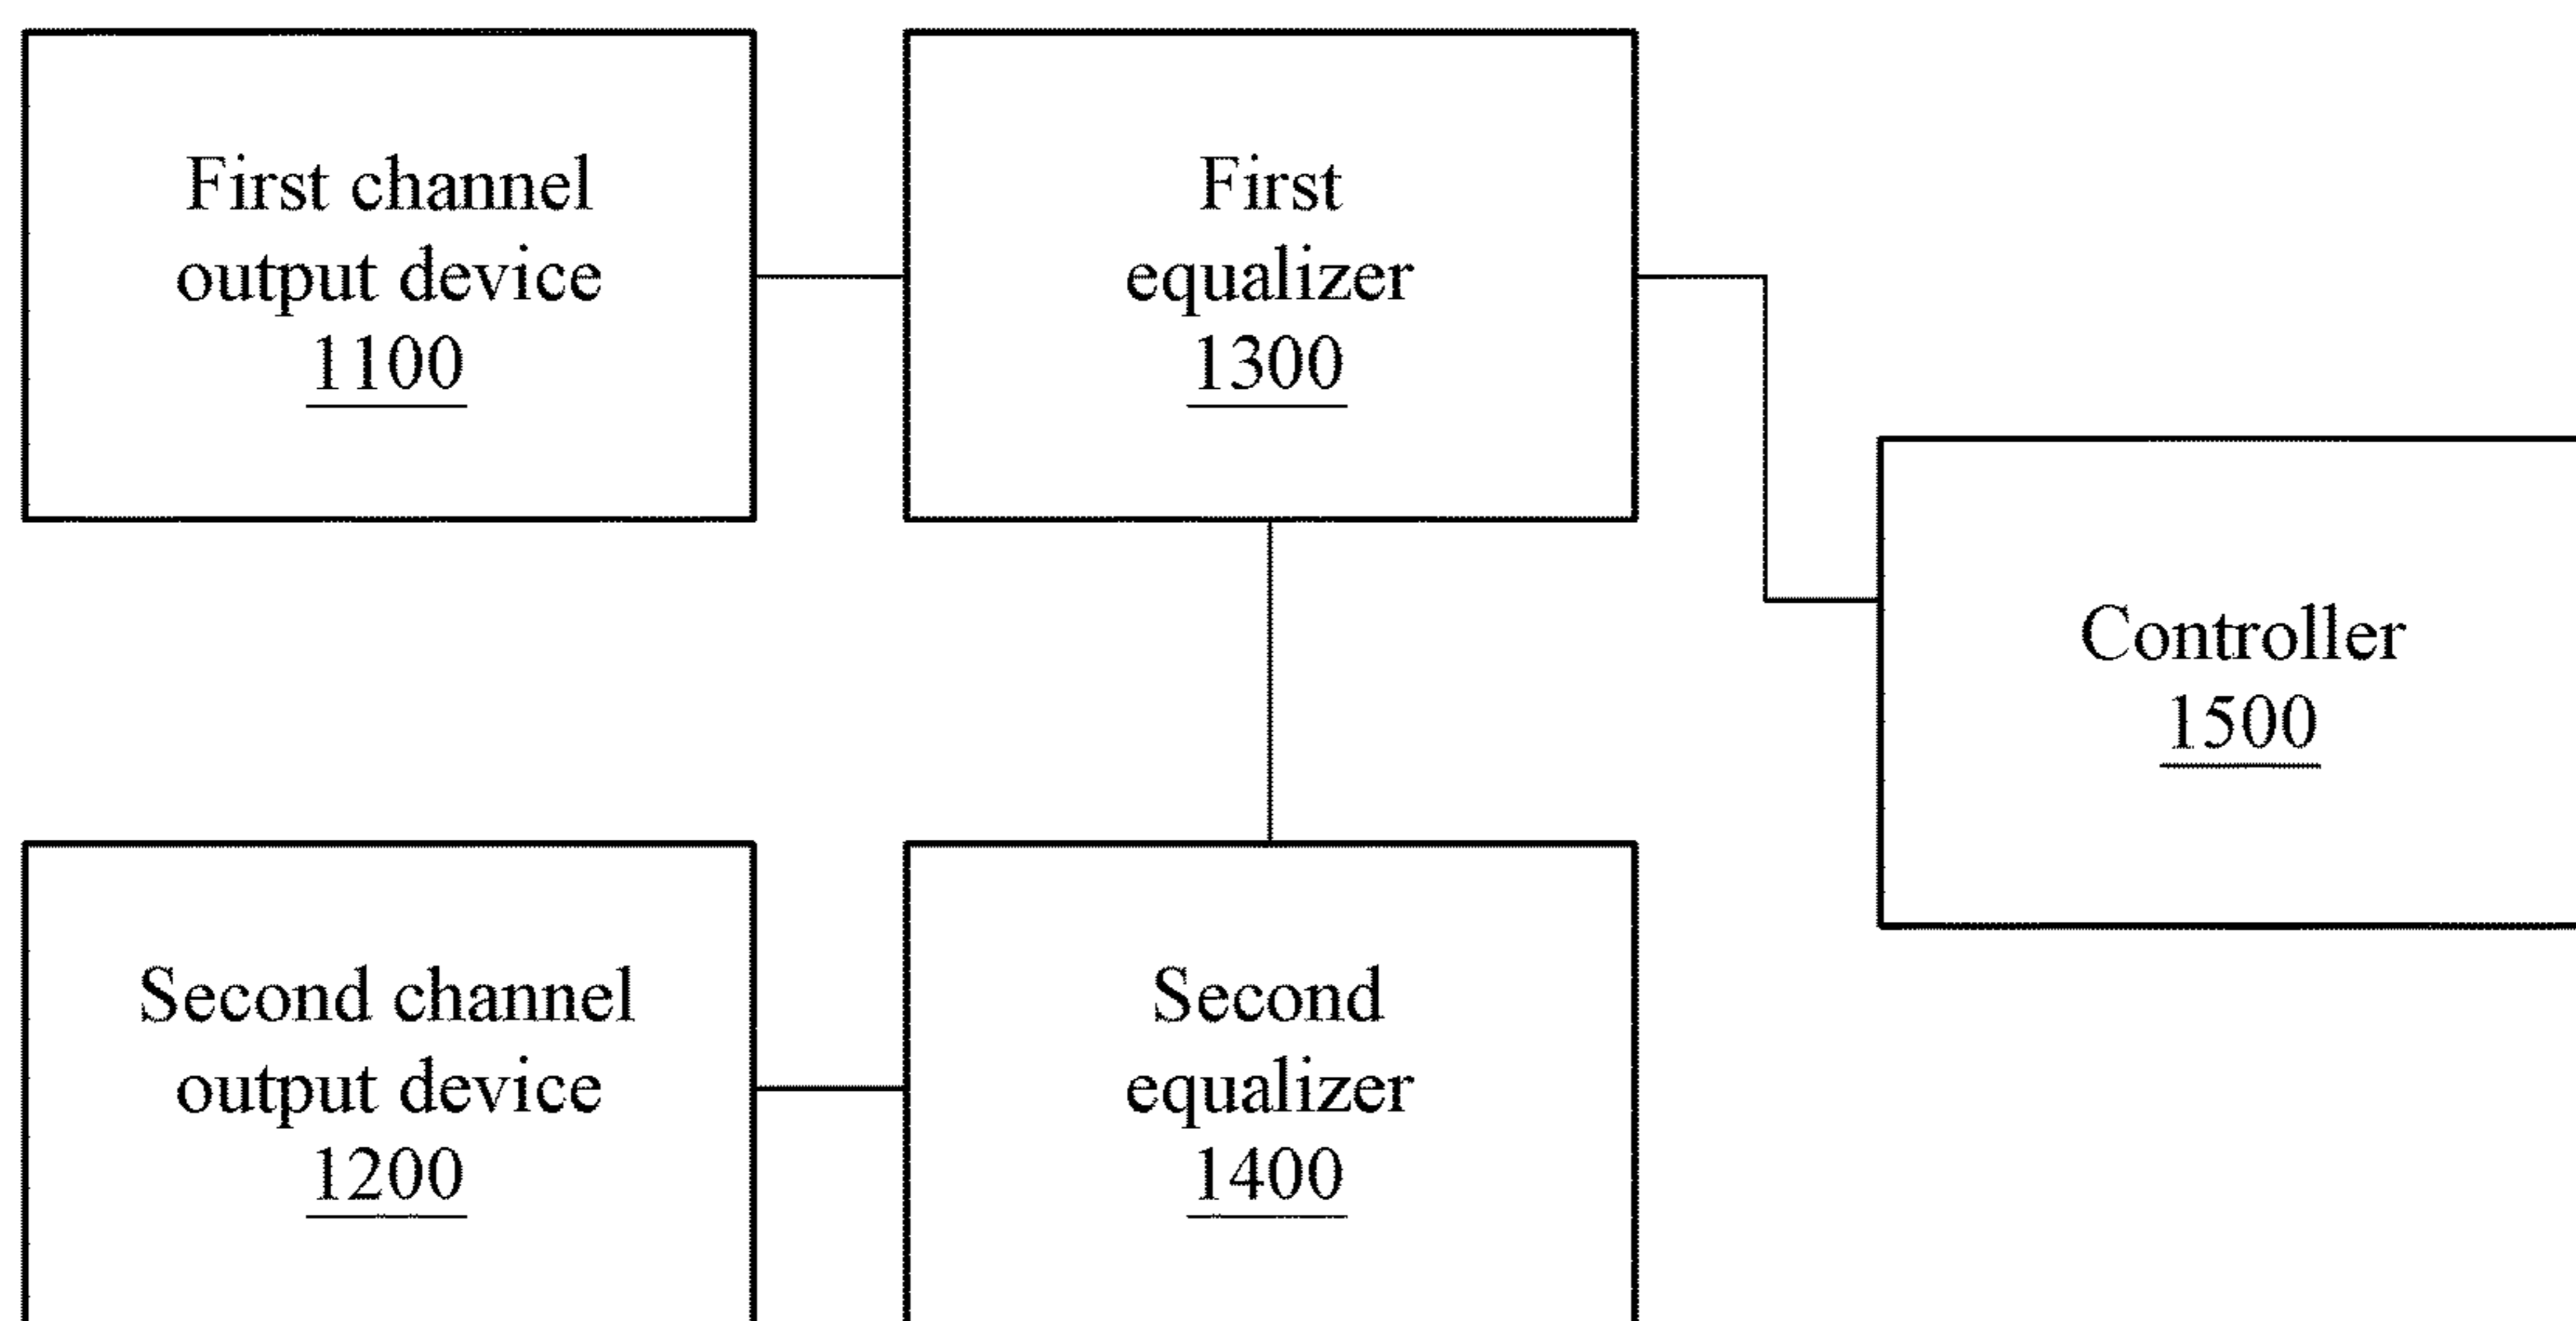 First channel
output device
1100
First
equalizer
1300
Controller
1500
Second channel
output device
1200
Second
equalizer
1400